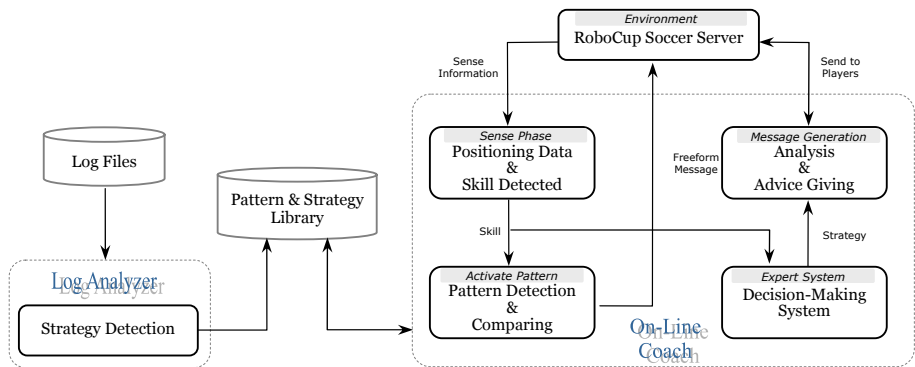 Environment
RoboCup Soccer Server
Sense
Information
Send to
Players
Log Files
Pattern & Strategy
Library
Log Analyzer
Strategy Detection
Sense Phase
Positioning Data
&
Skill Detected
Freeform
Message
Message Generation
Analysis
&
Advice Giving
Skill
Strategy
Activate Pattern
Pattern Detection
&
Comparing
Expert System
Decision-Making
System
On-Line
Coach